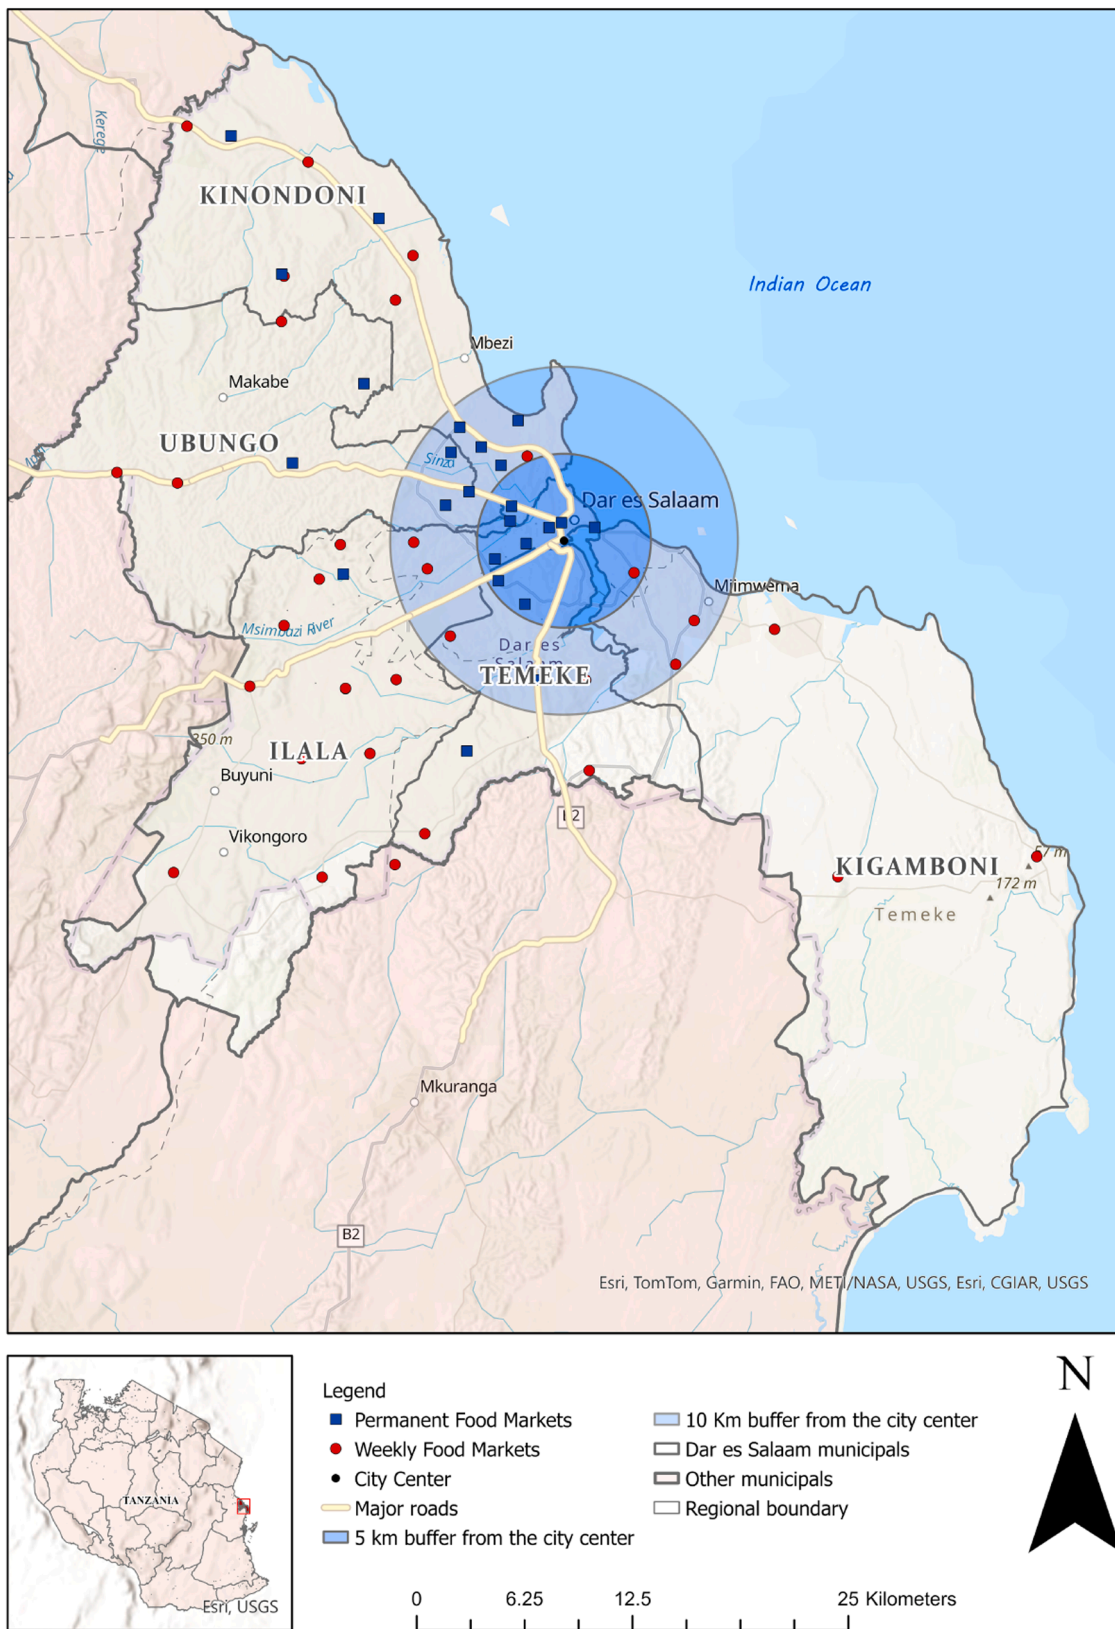 Kerege
KINONDONI
Indian Ocean
Mbezi
Makabe
UBUNGO
Sinza
Dar es Salaam
Mjimwema
Msimbazi River
Dar es
Salaam
TEMEKE
350 m
ILALA
Buyuni
B2
Vikongoro
KIGAMBONI
57 m
172 m
Temeke
Mkuranga
B2
Esri, TomTom, Garmin, FAO, METI/NASA, USGS, Esri, CGIAR, USGS
TANZANIA
Esri, USGS
Legend
Permanent Food Markets
Weekly Food Markets
City Center
Major roads
5 km buffer from the city center
10 Km buffer from the city center
Dar es Salaam municipals
Other municipals
Regional boundary
N
0 6.25 12.5 25 Kilometers